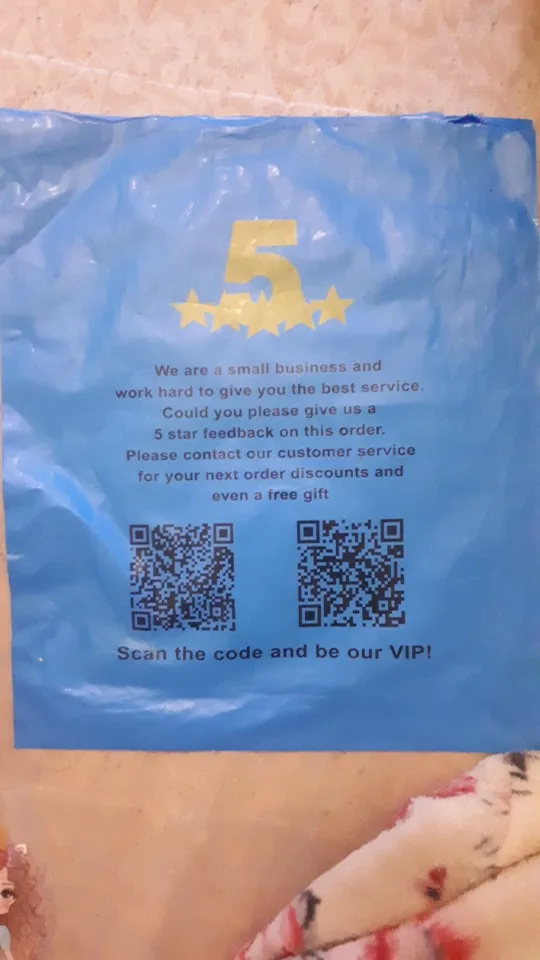 5
We are a small business and
work hard to give you the best service.
Could you please give us a
5 star feedback on this order.
Please contact our customer service
for your next order discounts and
even a free gift
Scan the code and be our VIP!